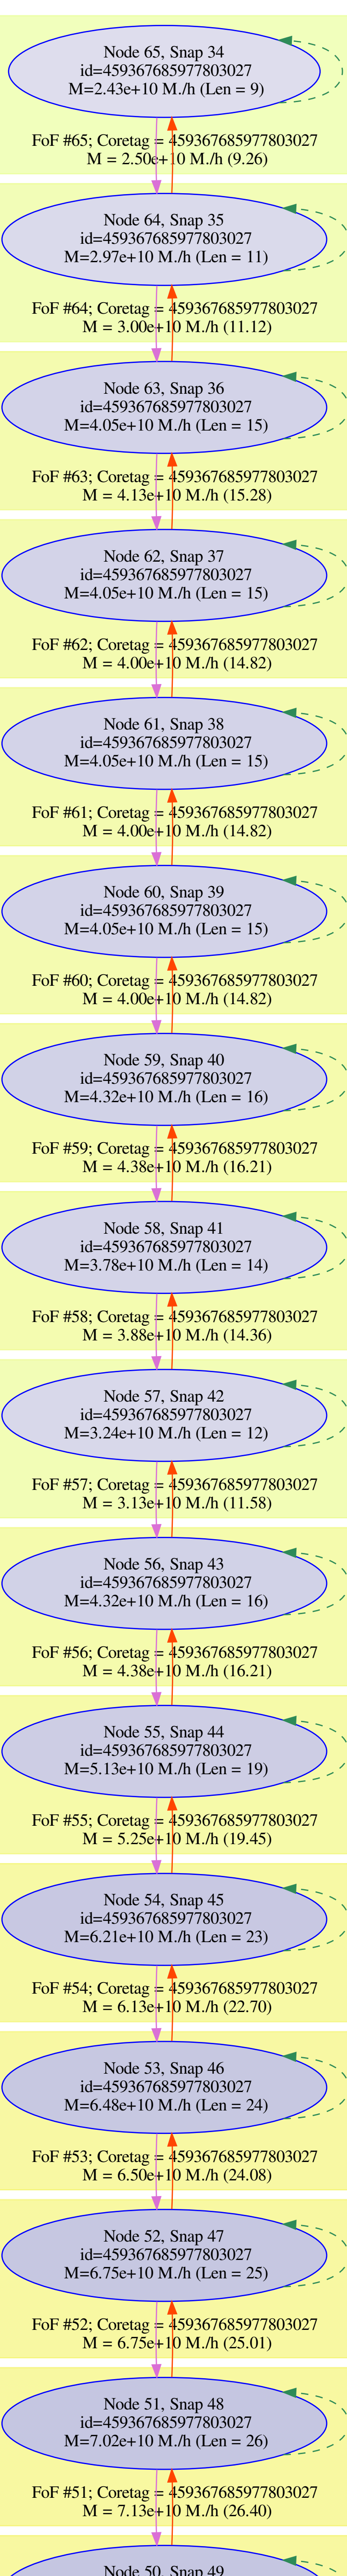 Node 65, Snap 34
id=459367685977803027
M=2.43e+10 M./h (Len = 9)
FoF #65; Coretag = 459367685977803027
M = 2.50e+10 M./h (9.26)
Node 64, Snap 35
id=459367685977803027
M=2.97e+10 M./h (Len = 11)
FoF #64; Coretag = 459367685977803027
M = 3.00e+10 M./h (11.12)
Node 63, Snap 36
id=459367685977803027
M=4.05e+10 M./h (Len = 15)
FoF #63; Coretag = 459367685977803027
M = 4.13e+10 M./h (15.28)
Node 62, Snap 37
id=459367685977803027
M=4.05e+10 M./h (Len = 15)
FoF #62; Coretag = 459367685977803027
M = 4.00e+10 M./h (14.82)
Node 61, Snap 38
id=459367685977803027
M=4.05e+10 M./h (Len = 15)
FoF #61; Coretag = 459367685977803027
M = 4.00e+10 M./h (14.82)
Node 60, Snap 39
id=459367685977803027
M=4.05e+10 M./h (Len = 15)
FoF #60; Coretag = 459367685977803027
M = 4.00e+10 M./h (14.82)
Node 59, Snap 40
id=459367685977803027
M=4.32e+10 M./h (Len = 16)
FoF #59; Coretag = 459367685977803027
M = 4.38e+10 M./h (16.21)
Node 58, Snap 41
id=459367685977803027
M=3.78e+10 M./h (Len = 14)
FoF #58; Coretag = 459367685977803027
M = 3.88e+10 M./h (14.36)
Node 57, Snap 42
id=459367685977803027
M=3.24e+10 M./h (Len = 12)
FoF #57; Coretag = 459367685977803027
M = 3.13e+10 M./h (11.58)
Node 56, Snap 43
id=459367685977803027
M=4.32e+10 M./h (Len = 16)
FoF #56; Coretag = 459367685977803027
M = 4.38e+10 M./h (16.21)
Node 55, Snap 44
id=459367685977803027
M=5.13e+10 M./h (Len = 19)
FoF #55; Coretag = 459367685977803027
M = 5.25e+10 M./h (19.45)
Node 54, Snap 45
id=459367685977803027
M=6.21e+10 M./h (Len = 23)
FoF #54; Coretag = 459367685977803027
M = 6.13e+10 M./h (22.70)
Node 53, Snap 46
id=459367685977803027
M=6.48e+10 M./h (Len = 24)
FoF #53; Coretag = 459367685977803027
M = 6.50e+10 M./h (24.08)
Node 52, Snap 47
id=459367685977803027
M=6.75e+10 M./h (Len = 25)
FoF #52; Coretag = 459367685977803027
M = 6.75e+10 M./h (25.01)
Node 51, Snap 48
id=459367685977803027
M=7.02e+10 M./h (Len = 26)
FoF #51; Coretag = 459367685977803027
M = 7.13e+10 M./h (26.40)
Node 50, Snap 49